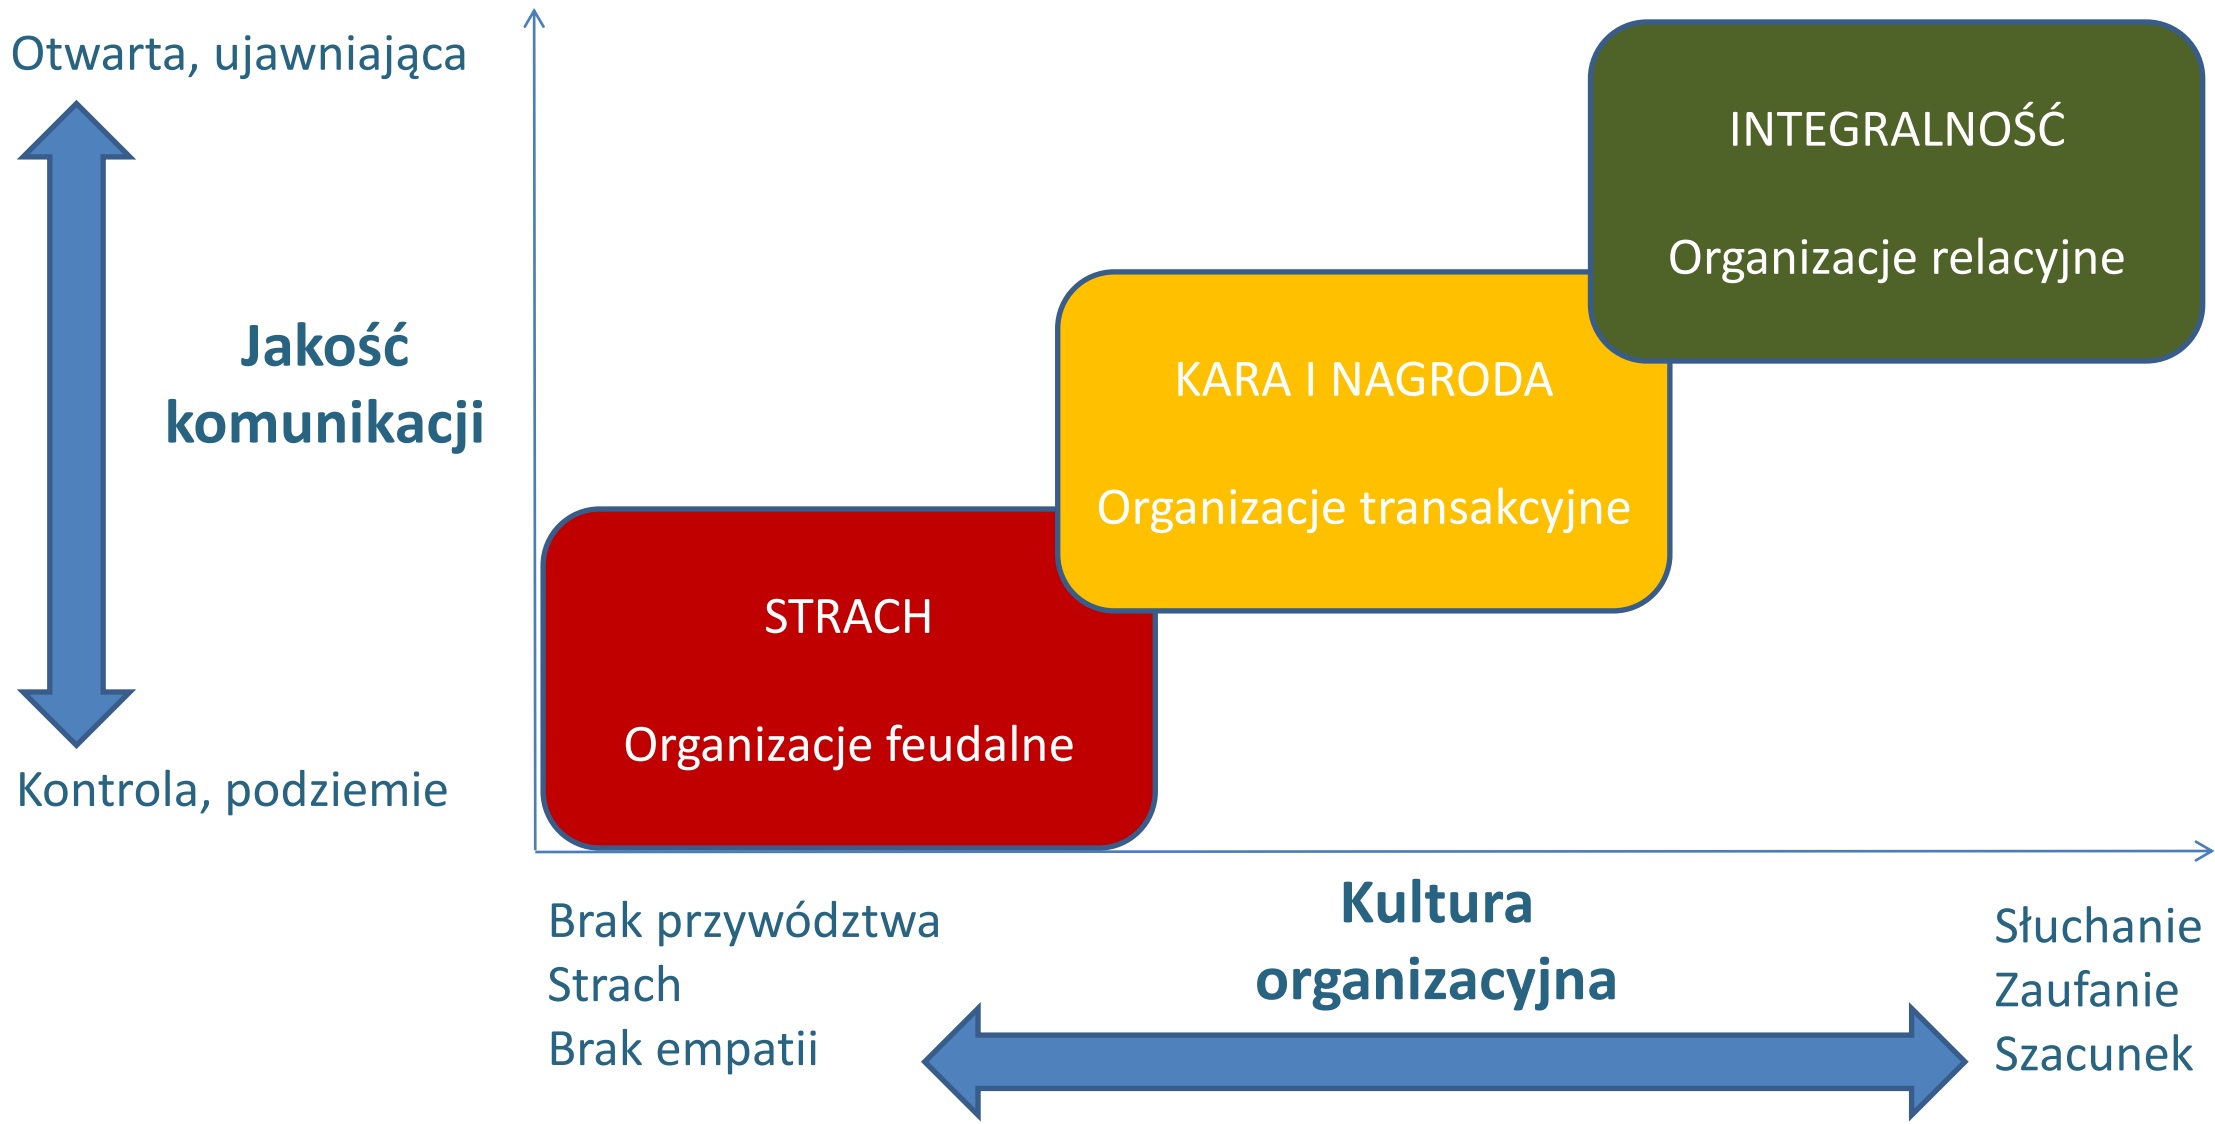 Otwarta, ujawniająca
Jakość
komunikacji
Kontrola, podziemie
INTEGRALNOŚĆ
Organizacje relacyjne
KARA I NAGRODA
Organizacje transakcyjne
STRACH
Organizacje feudalne
Brak przywództwa
Strach
Brak empatii
Kultura
organizacyjna
Słuchanie
Zaufanie
Szacunek